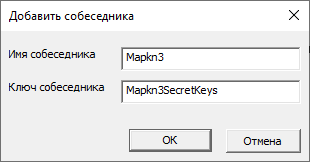 Добавить собеседника
Имя собеседника
Mapkn3
Ключ собеседника
Mapkn3SecretKeys
OK
Отмена